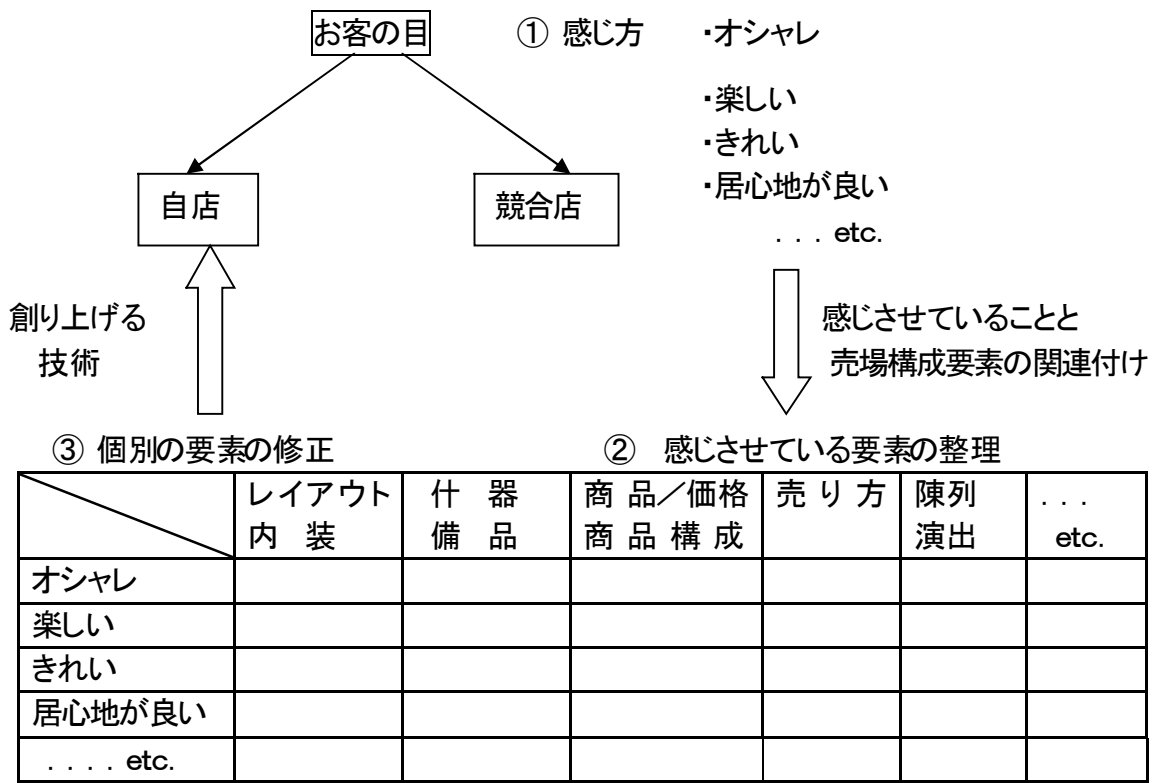 お客の目 ① 感じ方 ・オシャレ
・楽しい
・きれい
・居心地が良い
. . . etc.
自店 競合店
創り上げる
技術
感じさせていることと
売場構成要素の関連付け
③ 個別の要素の修正 ② 感じさせている要素の整理
レイアウト 什 器 商 品／価格 売 り 方 陳列 . . .
内 装 備 品 商 品 構 成 演出 etc.
オシャレ
楽しい
きれい
居心地が良い
. . . . etc.